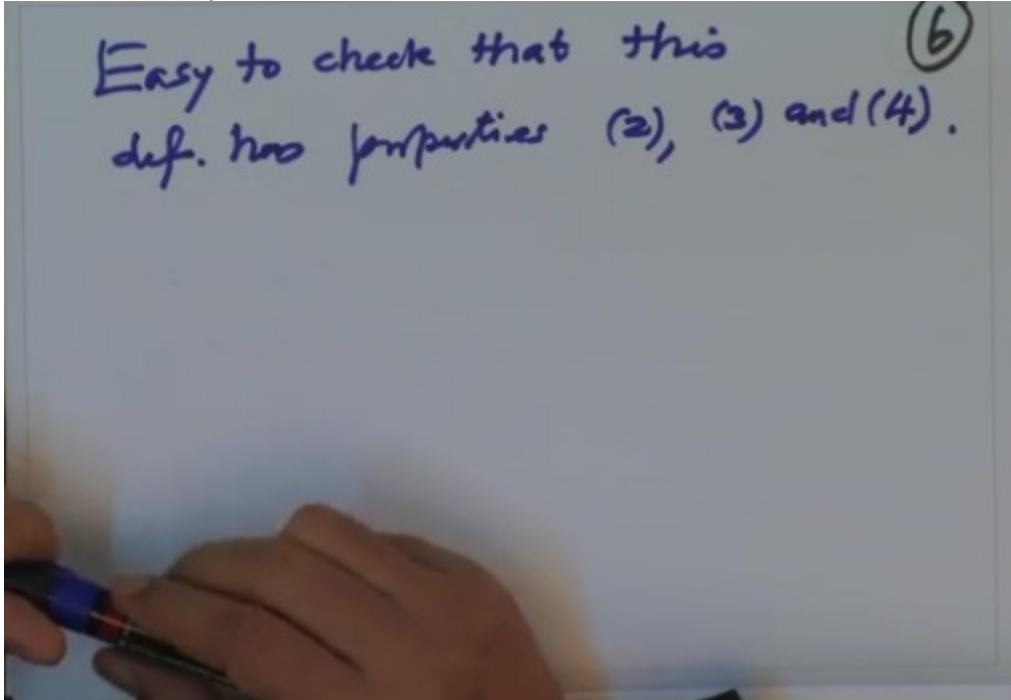 Easy to check that this
(6)
def. has properties (2), (3) and (4).